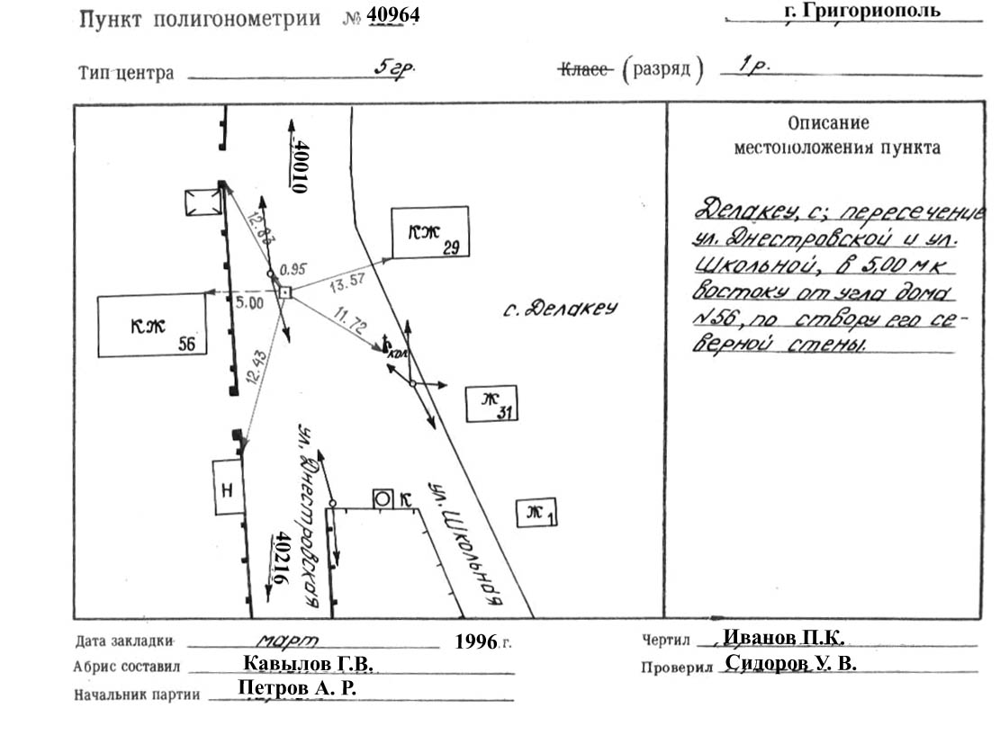 Пункт полигонометрии № 40964
г. Григориополь
Тип центра 5гр.
Класс (разряд) 1р.
40010
12.83
0.95
13.57
КЖ
29
5.00
11.72
КЖ
56
12.43
кол.
с. Делакеу
Ж
31
ул. Днестровская
Н
К
ул. Школьная
Ж 1
40216
Описание
местоположения пункта
Делакеу, с; пересечение
ул. Днестровской и ул.
Школьной, в 5,00 м к
востоку от угла дома
N56, по створу его се-
верной стены.
Дата закладки март 1996 г.
Абрис составил Кавылов Г.В.
Начальник партии Петров А. Р.
Чертил Иванов П.К.
Проверил Сидоров У. В.